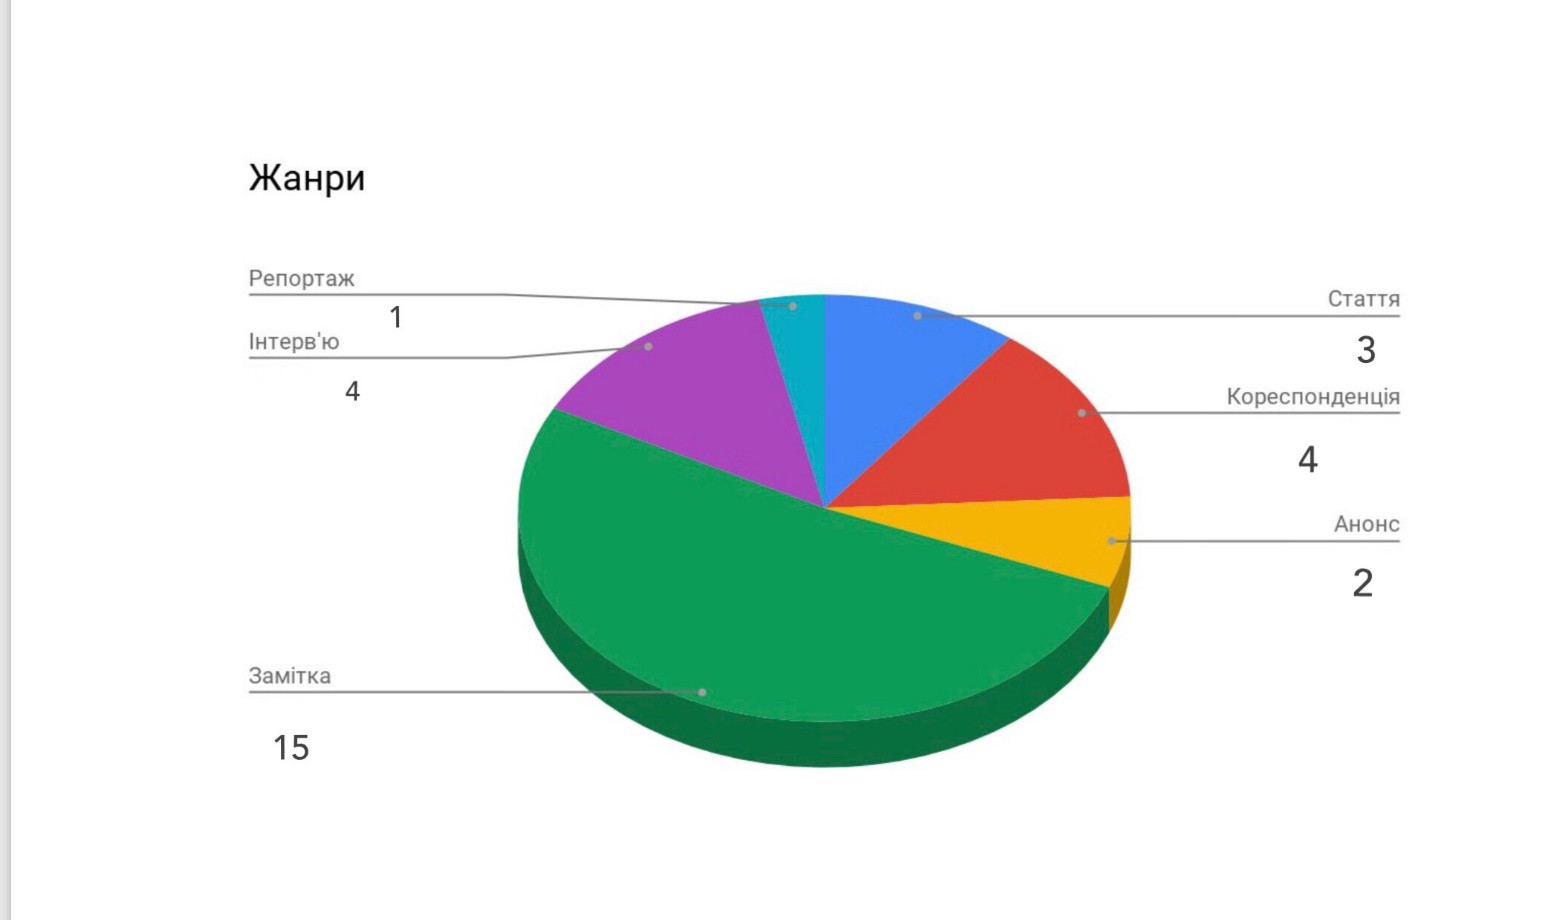 Жанри
Репортаж
1
Інтерв'ю
4
Замітка
15
Стаття
3
Кореспонденція
4
Анонс
2